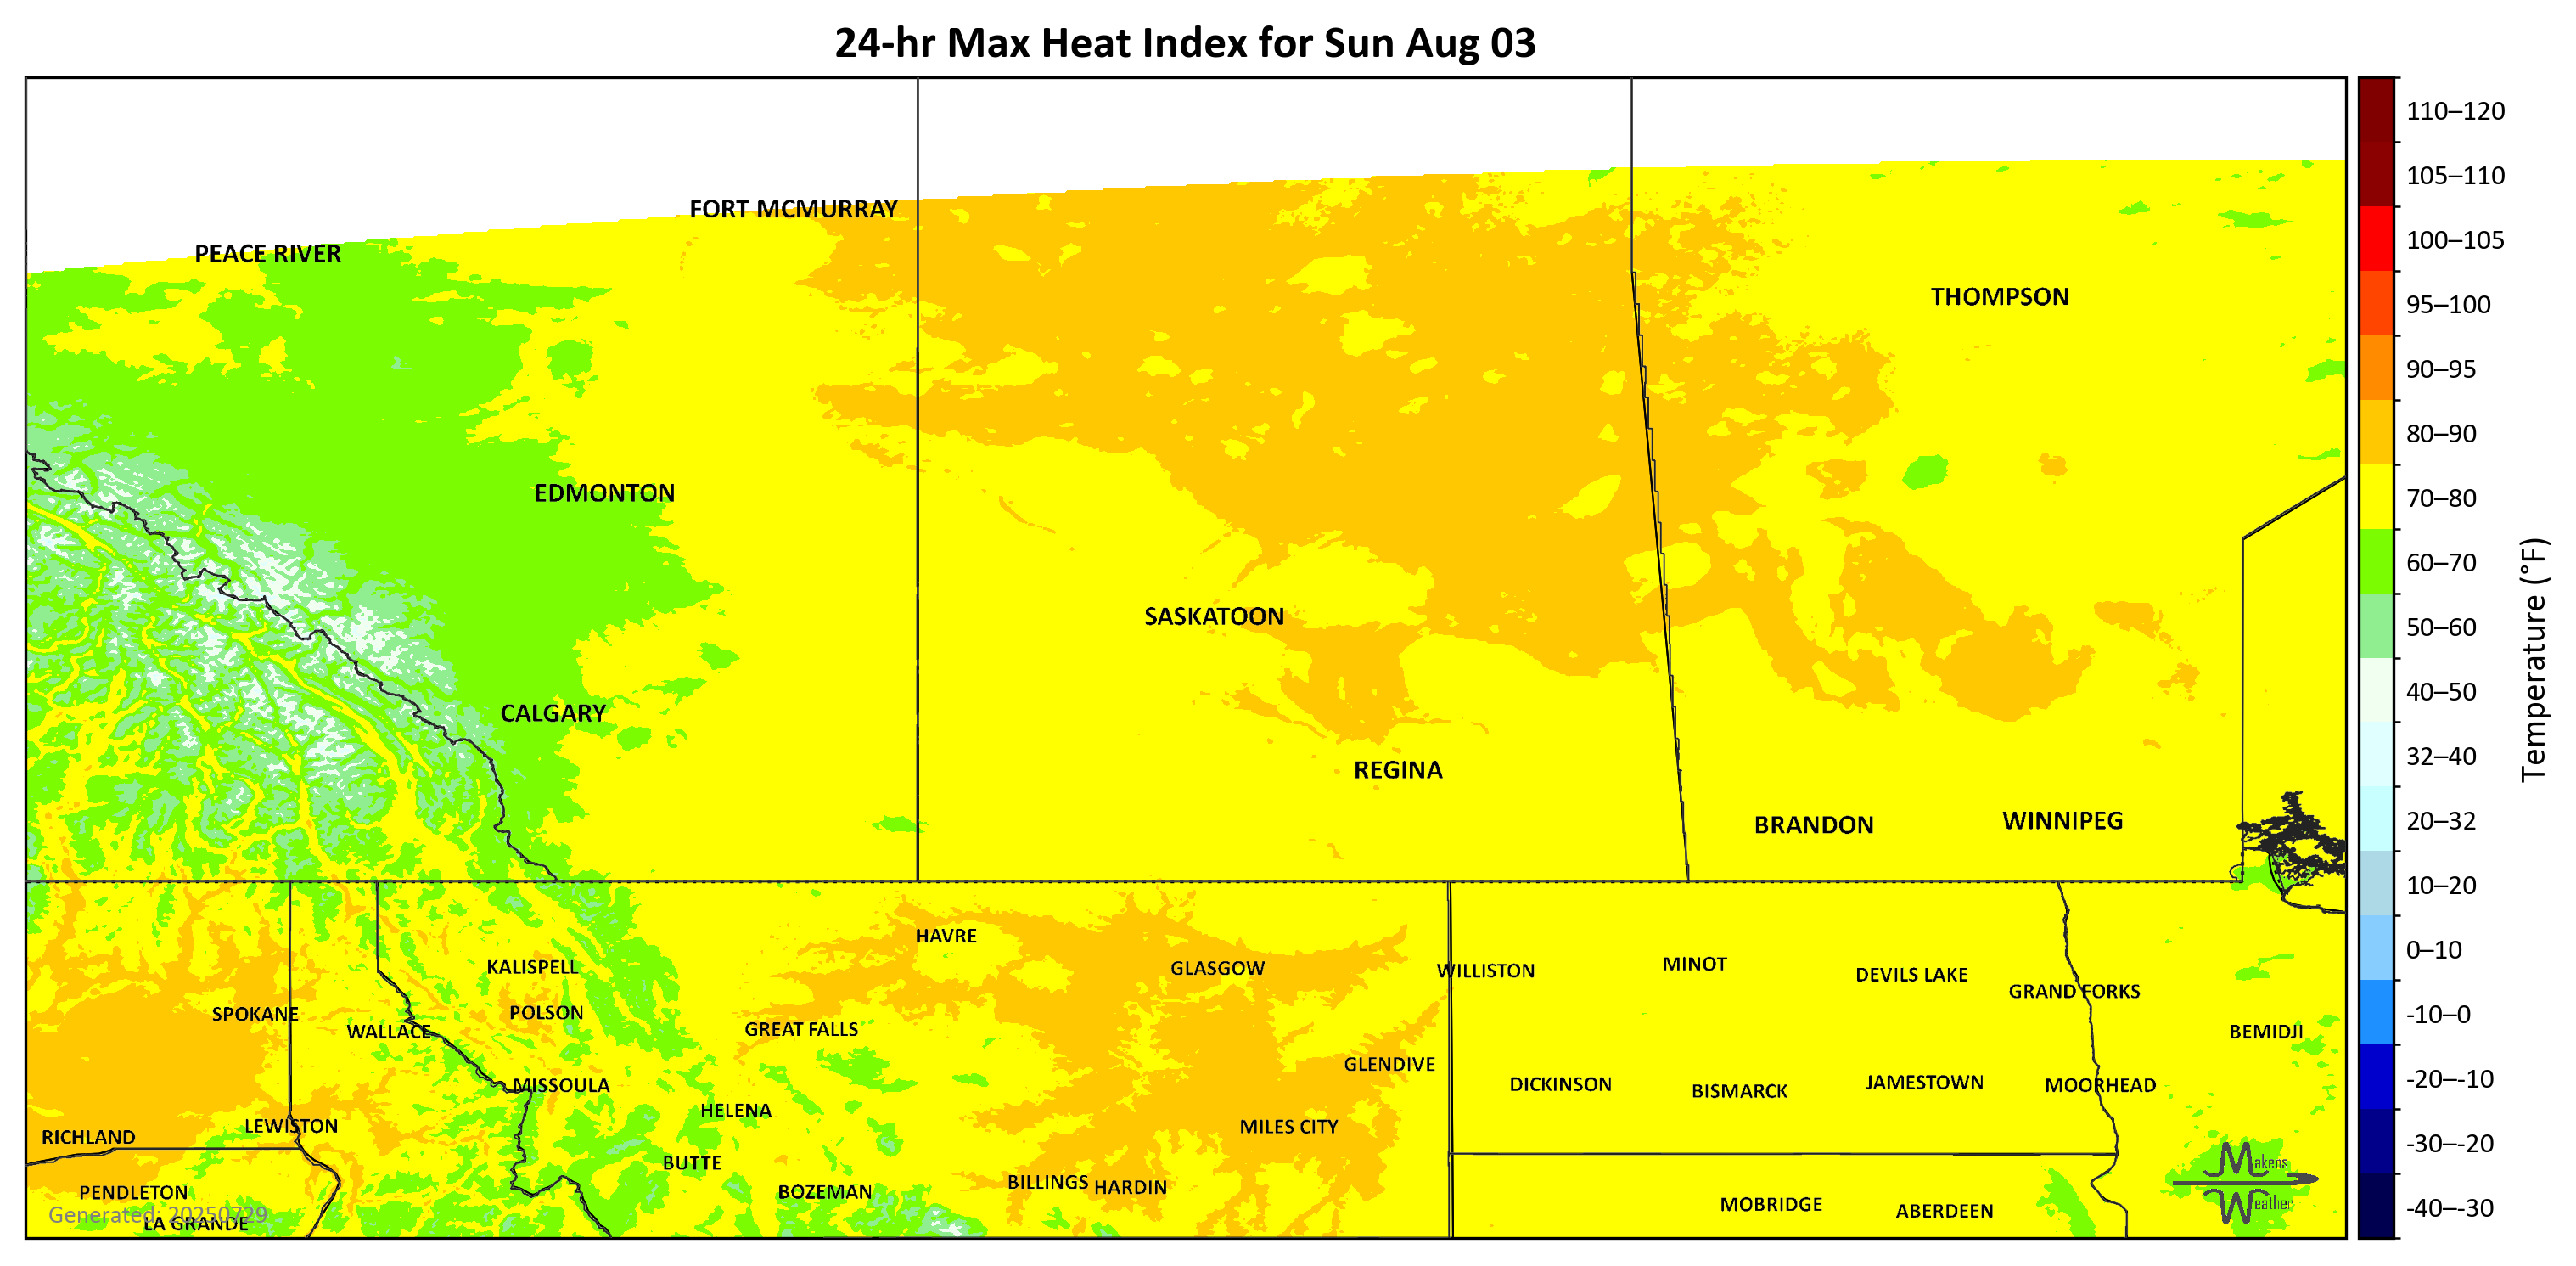 24-hr Max Heat Index for Sun Aug 03
FORT MCMURRAY
PEACE RIVER
THOMPSON
EDMONTON
SASKATOON
CALGARY
REGINA
BRANDON
WINNIPEG
HAVRE
KALISPELL
GLASGOW
WILLISTON
MINOT
DEVILS LAKE
GRAND FORKS
SPOKANE
POLSON
WALLACE
GREAT FALLS
BEMIDJI
GLENDIVE
MISSOULA
DICKINSON
BISMARCK
JAMESTOWN
MOORHEAD
HELENA
LEWISTON
MILES CITY
RICHLAND
BUTTE
BILLINGS
HARDIN
PENDLETON
BOZEMAN
MOBRIDGE
ABERDEEN
Generated: 20250729
LA GRANDE
Makens
Weather
110–120
105–110
100–105
95–100
90–95
80–90
70–80
60–70
50–60
40–50
32–40
20–32
10–20
0–10
-10–0
-20–-10
-30–-20
-40–-30
Temperature (°F)